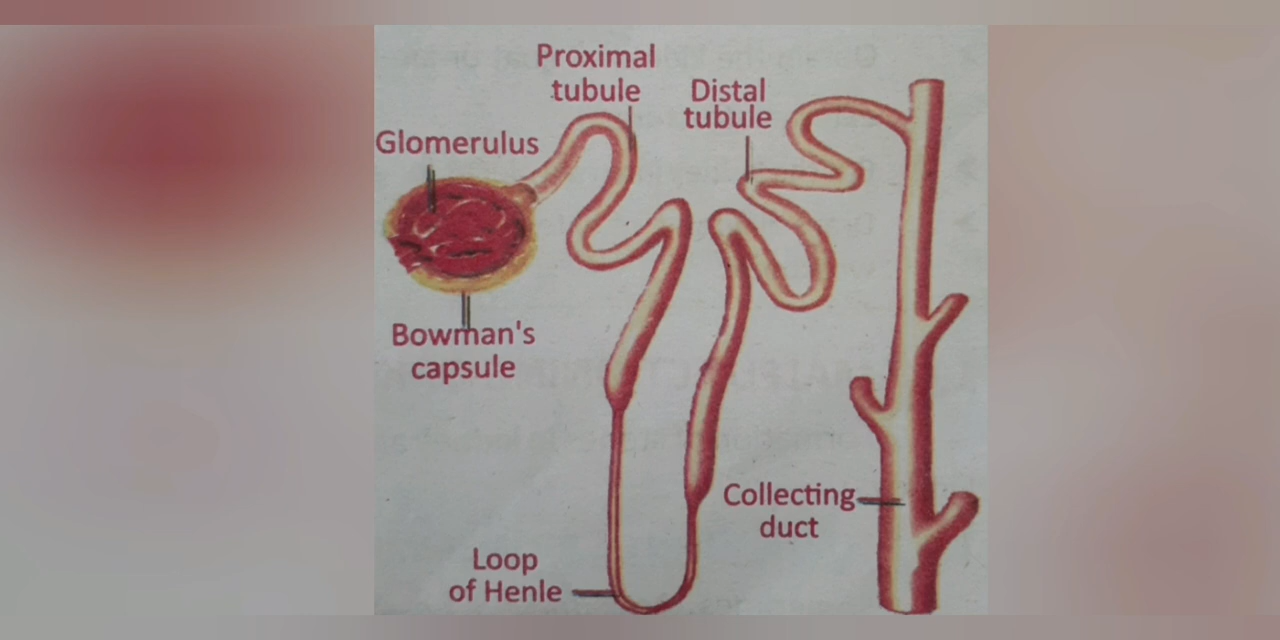 Proximal
tubule
Distal
tubule
Glomerulus
Bowman's
capsule
Collecting
duct
Loop
of Henle